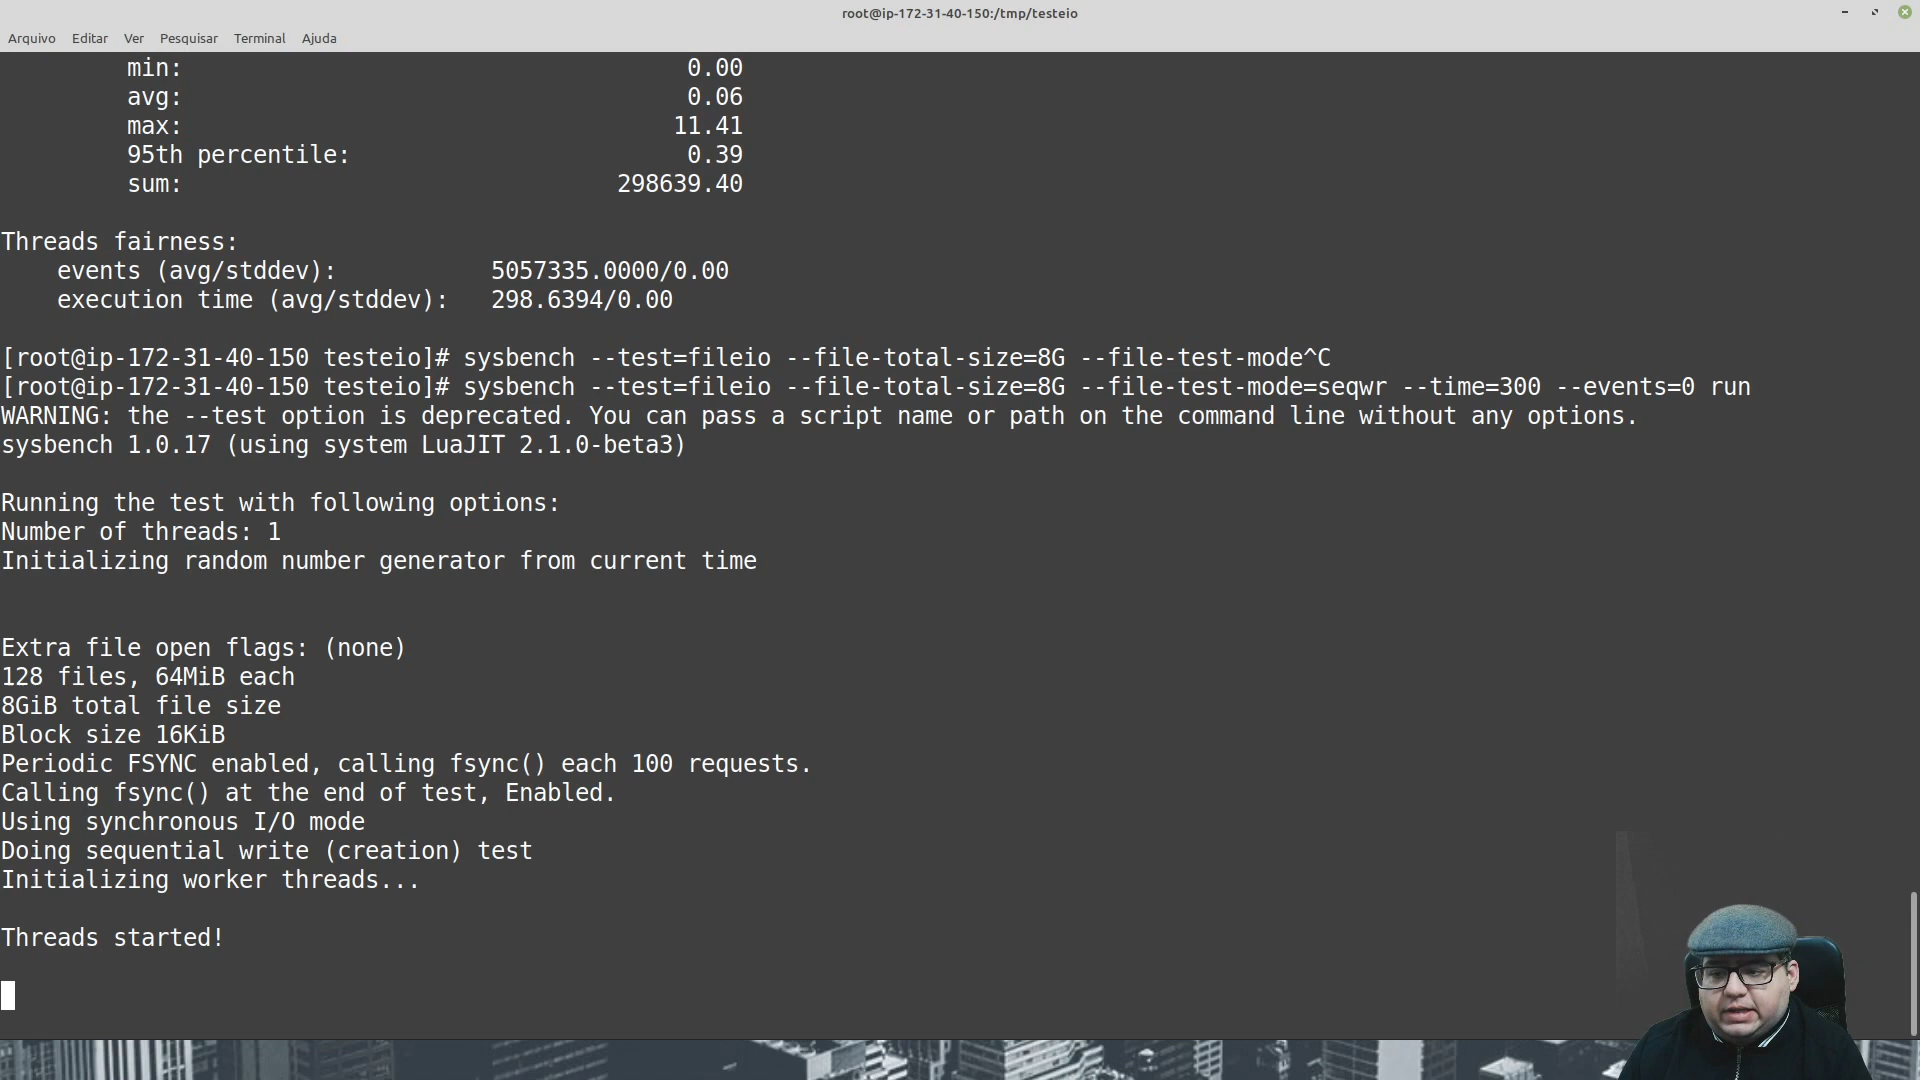 root@ip-172-31-40-150:/tmp/testeio
Arquivo Editar Ver Pesquisar Terminal Ajuda
min: 0.00
avg: 0.06
max: 11.41
95th percentile: 0.39
sum: 298639.40
Threads fairness:
events (avg/stddev): 5057335.0000/0.00
execution time (avg/stddev): 298.6394/0.00
[root@ip-172-31-40-150 testeio]# sysbench --test=fileio --file-total-size=8G --file-test-mode^C
[root@ip-172-31-40-150 testeio]# sysbench --test=fileio --file-total-size=8G --file-test-mode=seqwr --time=300 --events=0 run
WARNING: the --test option is deprecated. You can pass a script name or path on the command line without any options.
sysbench 1.0.17 (using system LuaJIT 2.1.0-beta3)
Running the test with following options:
Number of threads: 1
Initializing random number generator from current time
Extra file open flags: (none)
128 files, 64MiB each
8GiB total file size
Block size 16KiB
Periodic FSYNC enabled, calling fsync() each 100 requests.
Calling fsync() at the end of test, Enabled.
Using synchronous I/O mode
Doing sequential write (creation) test
Initializing worker threads...
Threads started!